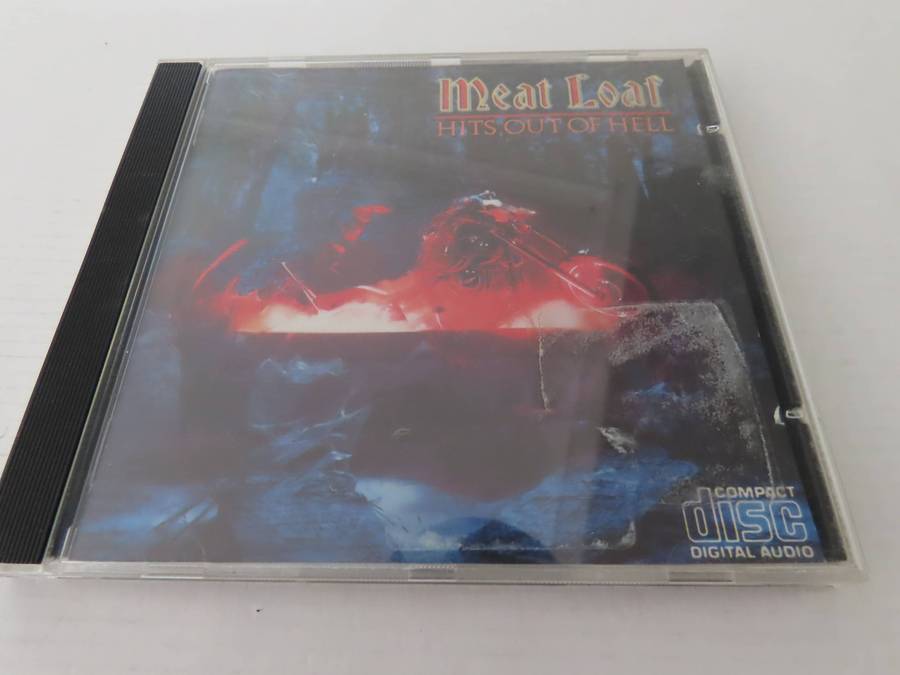 Meat Loaf
HITS OUT OF HELL
COMPACT
disc
DIGITAL AUDIO